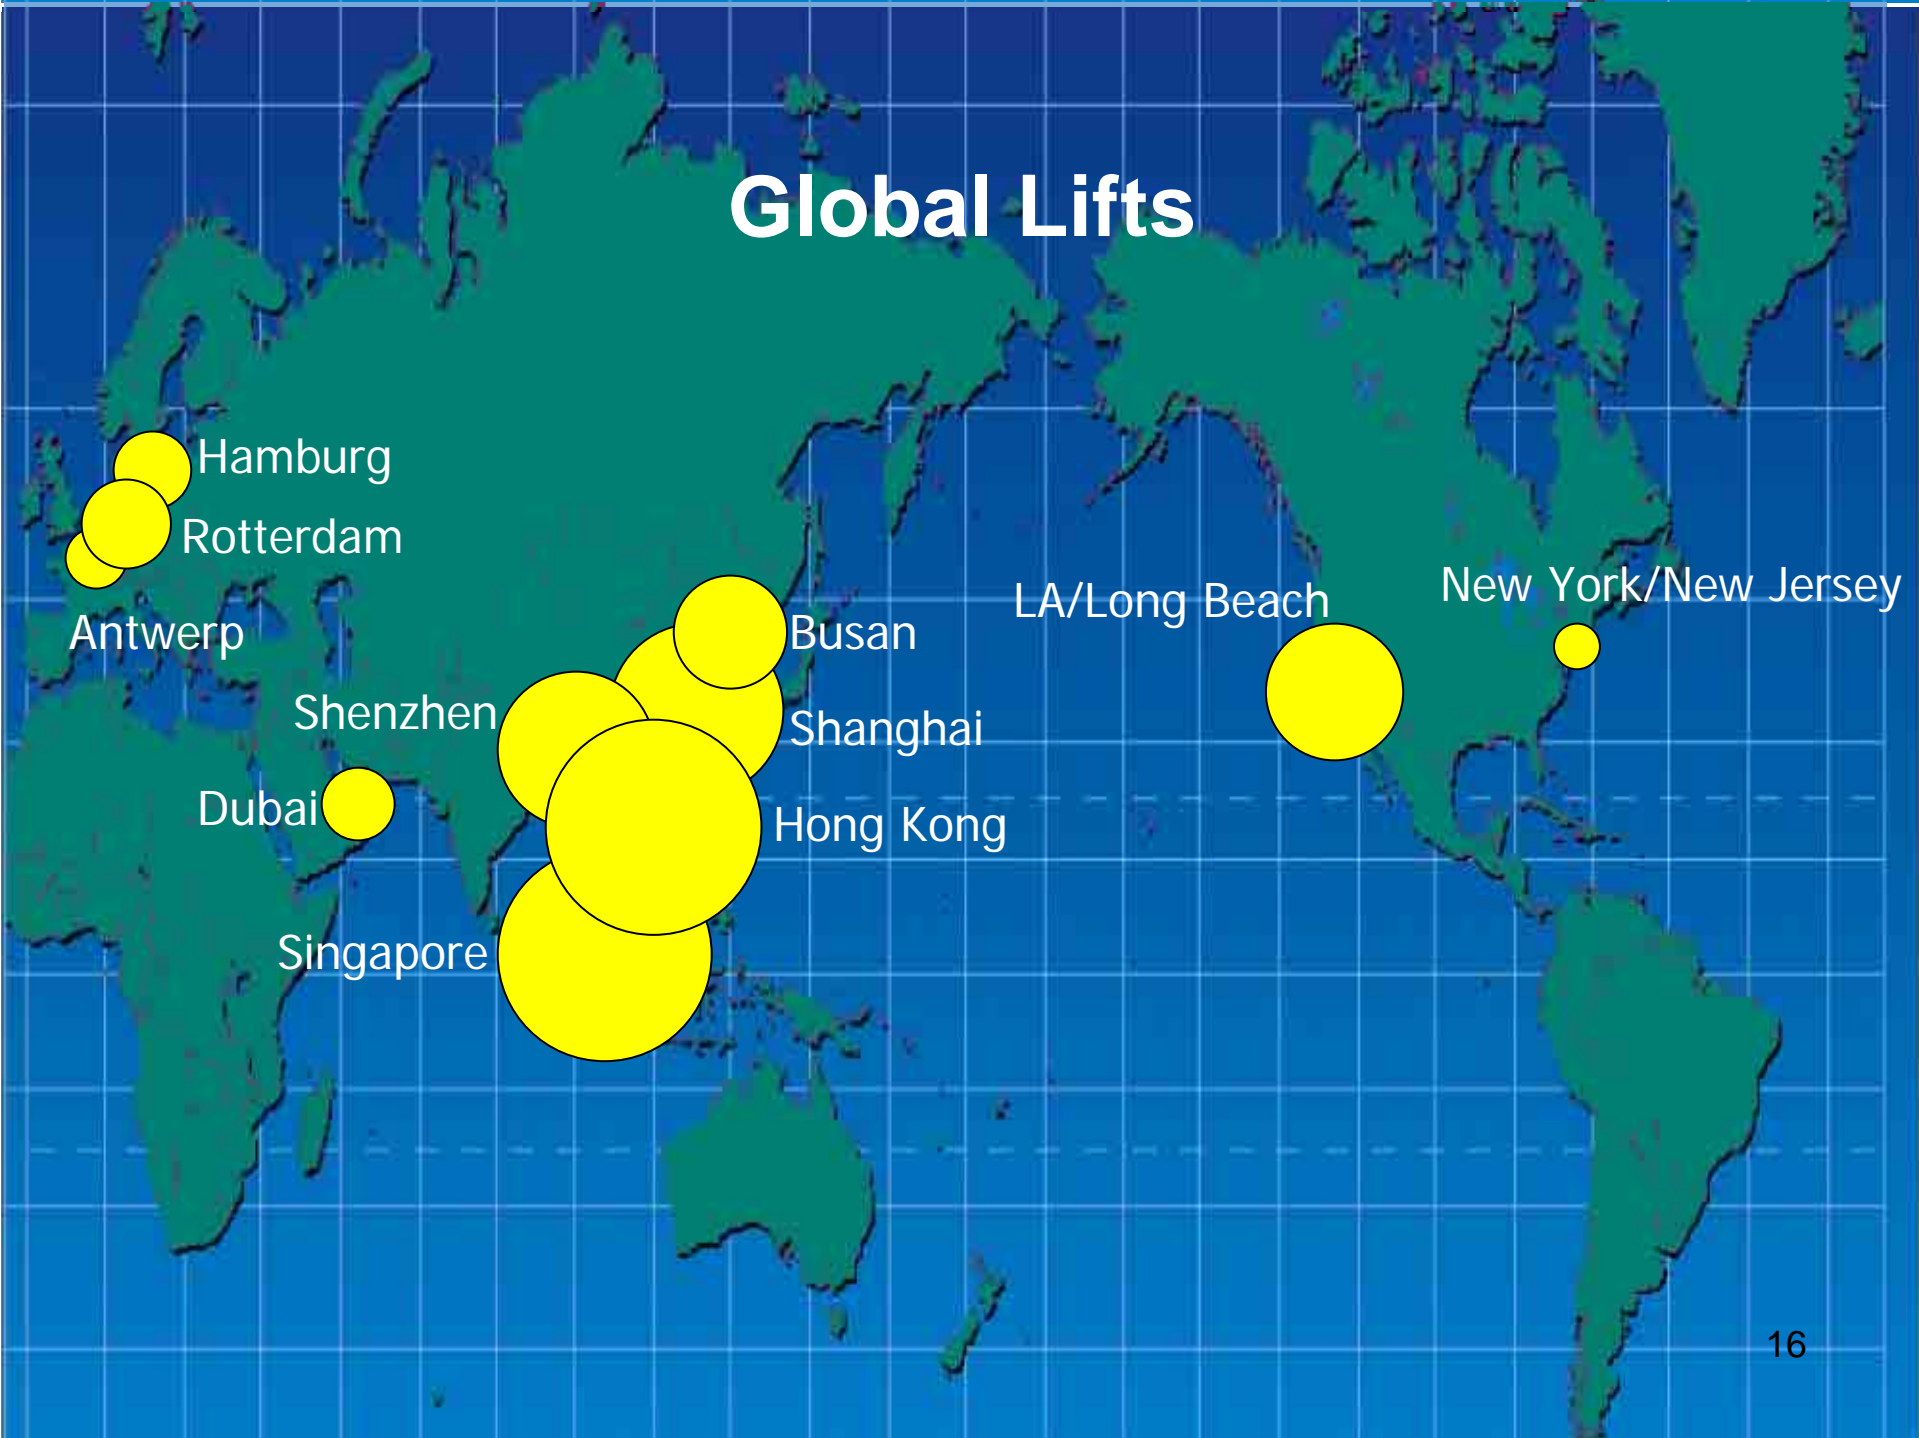 Global Lifts
Hamburg
Rotterdam
Antwerp
Busan
LA/Long Beach
New York/New Jersey
Shenzhen
Shanghai
Dubai
Hong Kong
Singapore
16